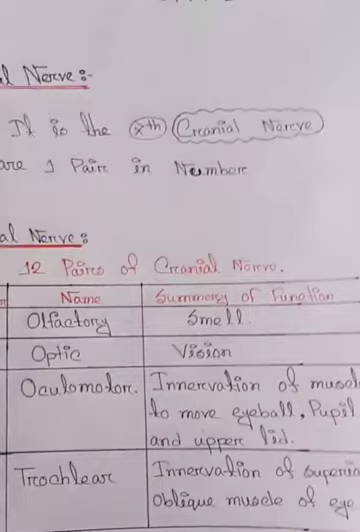 al Nerve :-
It is the xth Cranial Nerve
are 1 Pair in Number
al Nerve :
12 Pairs of Cranial Nerve.
Name Summary of Function
Olfactory Smell.
Optic Vision
Oculomotor. Innervation of muscl
to move eyeball, Pupil
and upper lid.
Trochlear Innervation of superio
oblique muscle of eye